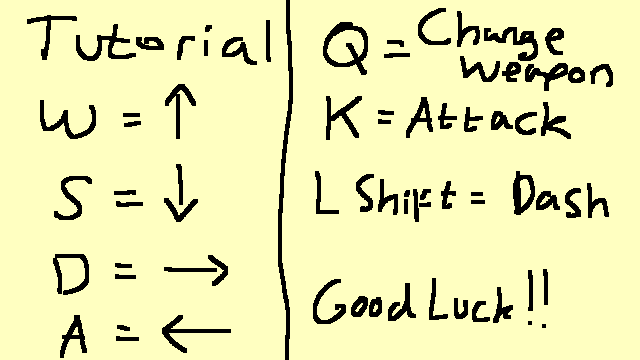 Tutorial
W = ↑
S = ↓
D = →
A = ←
Q = Change
Weapon
K = Attack
L Shift = Dash
Good Luck!!